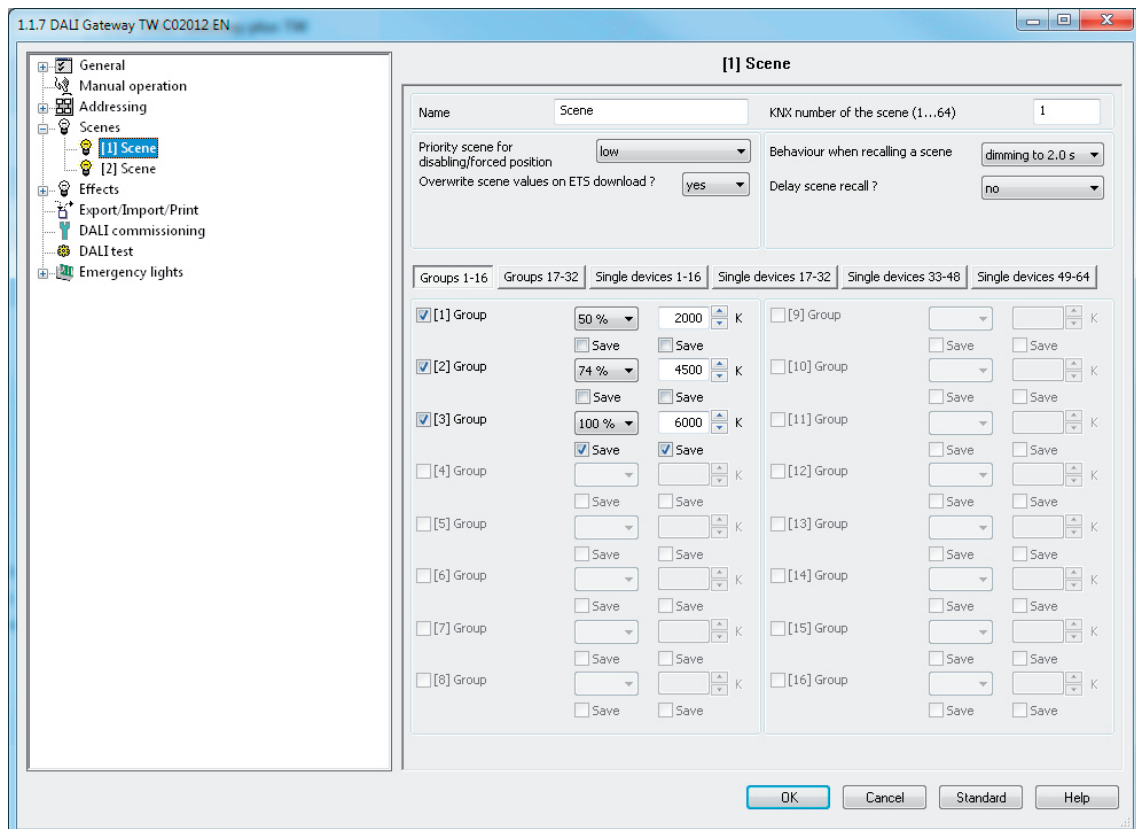 1.1.7 DALI Gateway TW C02012 EN
General
Manual operation
Addressing
Scenes
[1] Scene
[2] Scene
Effects
Export/Import/Print
DALI commissioning
DALI test
Emergency lights
[1] Scene
Name Scene KNX number of the scene (1...64) 1
Priority scene for
disabling/forced position low Behaviour when recalling a scene dimming to 2.0 s
Overwrite scene values on ETS download ? yes Delay scene recall ? no
Groups 1-16 Groups 17-32 Single devices 1-16 Single devices 17-32 Single devices 33-48 Single devices 49-64
[1] Group 50 % 2000 K [9] Group K
Save Save Save Save
[2] Group 74 % 4500 K [10] Group K
Save Save Save Save
[3] Group 100 % 6000 K [11] Group K
Save Save Save Save
[4] Group K [12] Group K
Save Save Save Save
[5] Group K [13] Group K
Save Save Save Save
[6] Group K [14] Group K
Save Save Save Save
[7] Group K [15] Group K
Save Save Save Save
[8] Group K [16] Group K
Save Save Save Save
OK Cancel Standard Help